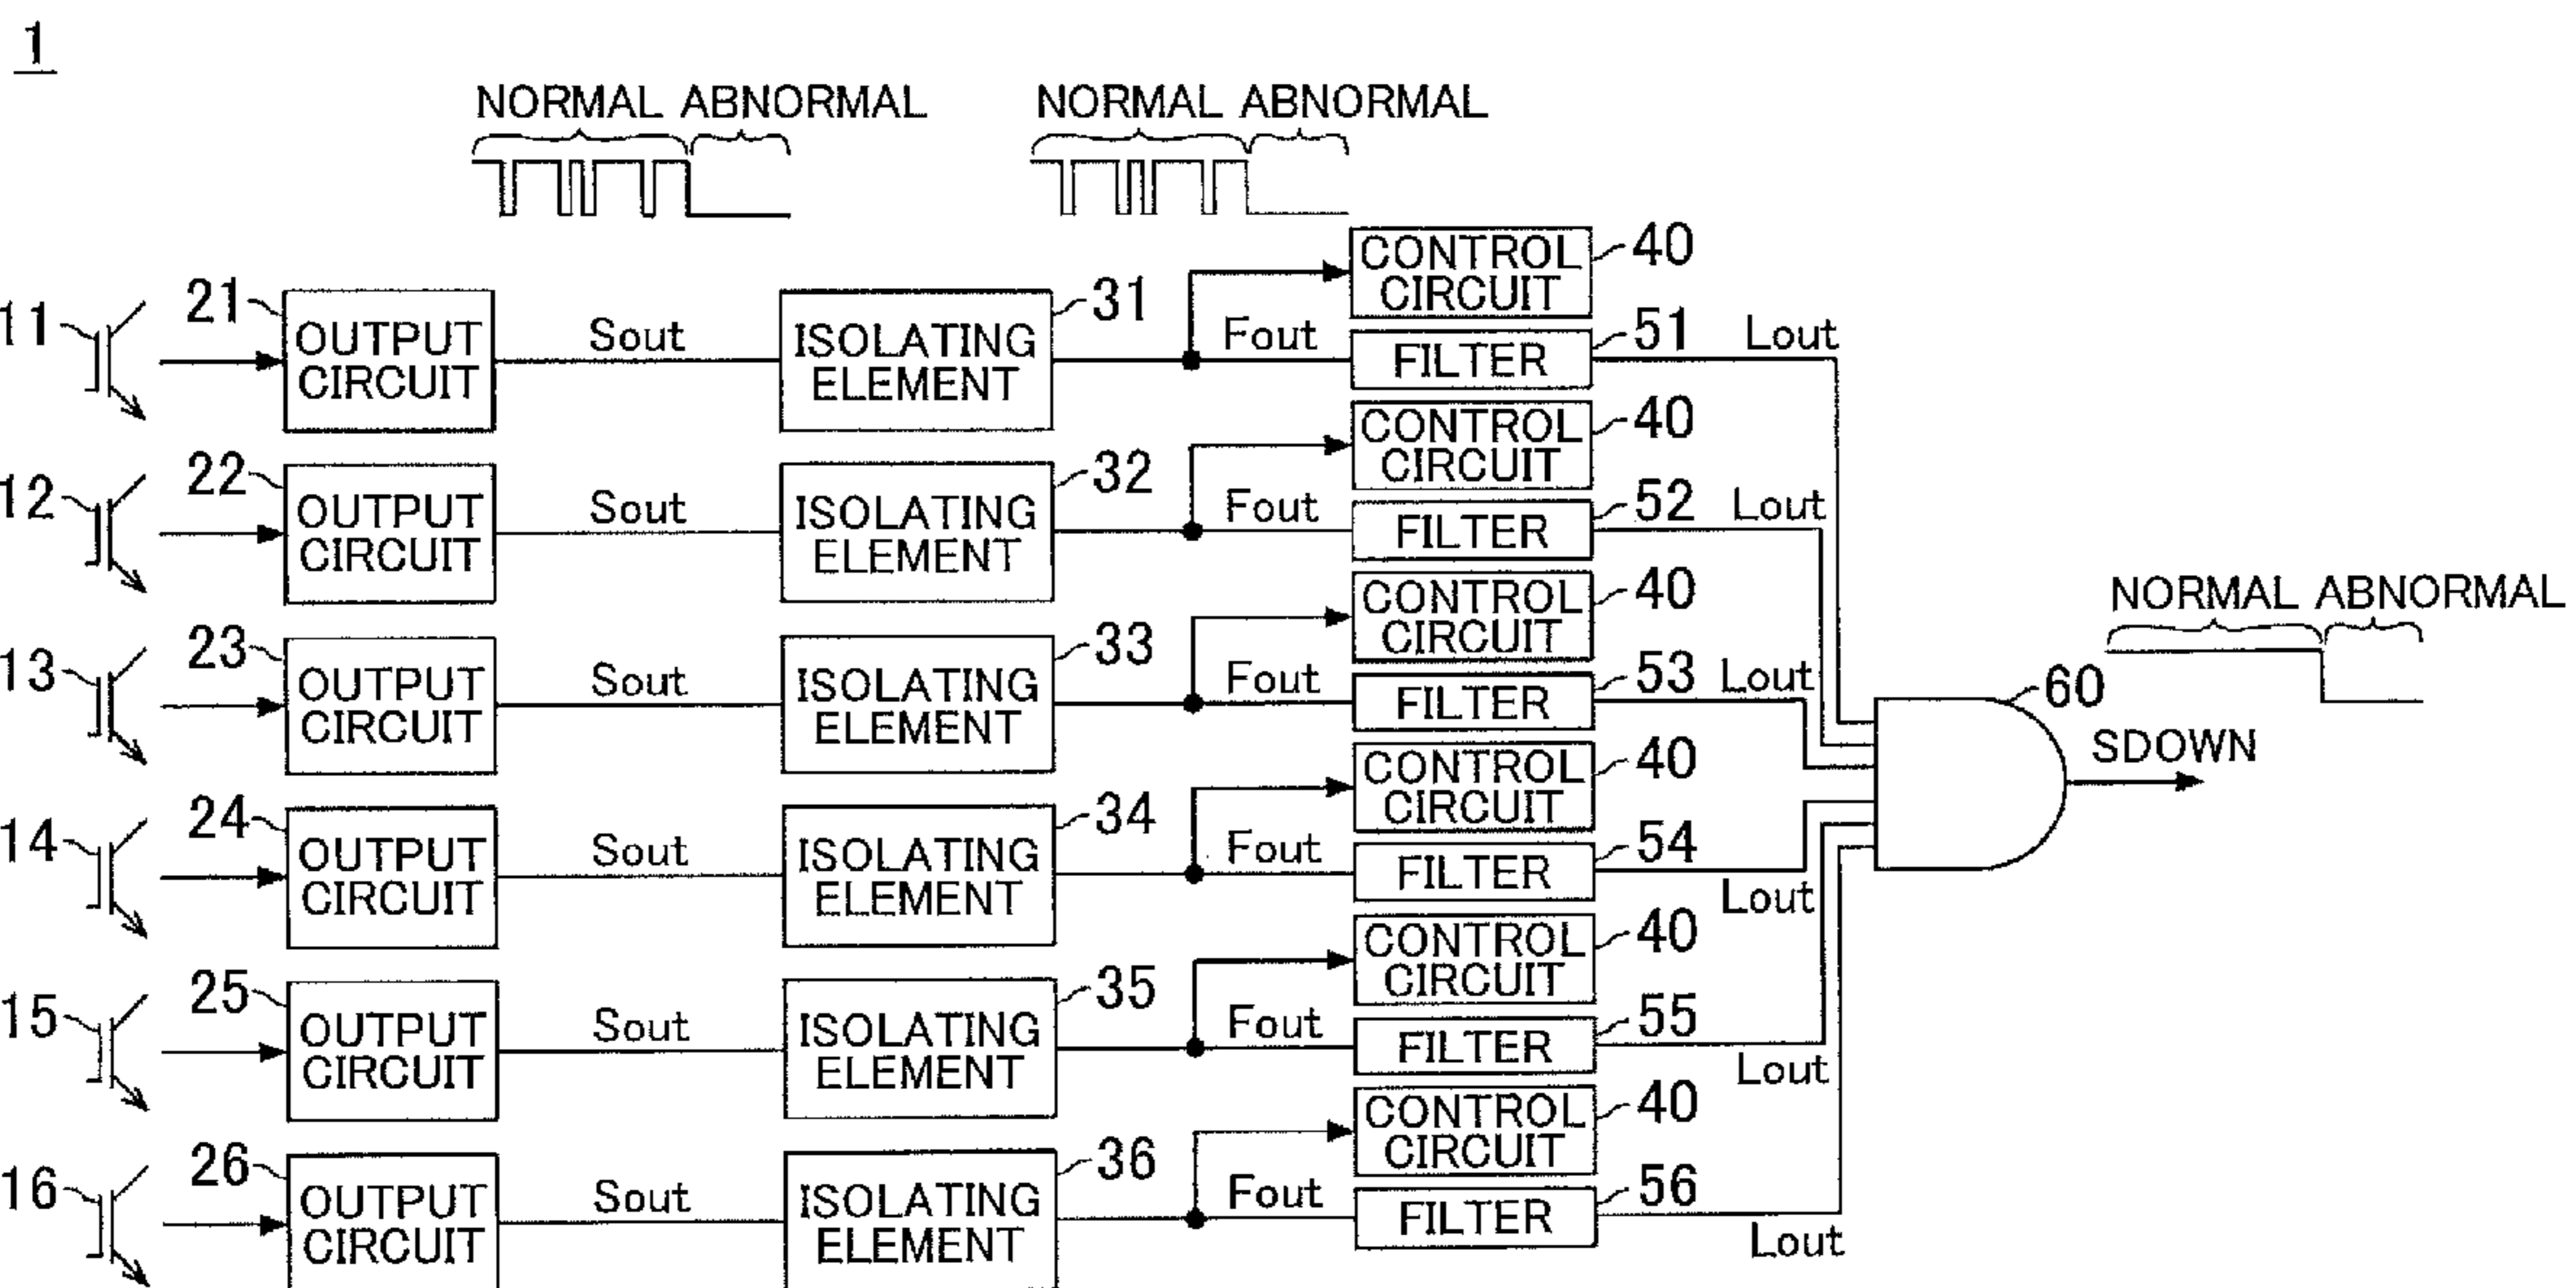 1
NORMAL ABNORMAL
NORMAL ABNORMAL
11
21
OUTPUT
CIRCUIT
Sout
ISOLATING
ELEMENT
31
Fout
CONTROL
CIRCUIT
40
FILTER
51
Lout
12
22
OUTPUT
CIRCUIT
Sout
ISOLATING
ELEMENT
32
Fout
CONTROL
CIRCUIT
40
FILTER
52
Lout
13
23
OUTPUT
CIRCUIT
Sout
ISOLATING
ELEMENT
33
Fout
CONTROL
CIRCUIT
40
FILTER
53
Lout
14
24
OUTPUT
CIRCUIT
Sout
ISOLATING
ELEMENT
34
Fout
CONTROL
CIRCUIT
40
FILTER
54
Lout
15
25
OUTPUT
CIRCUIT
Sout
ISOLATING
ELEMENT
35
Fout
CONTROL
CIRCUIT
40
FILTER
55
Lout
16
26
OUTPUT
CIRCUIT
Sout
ISOLATING
ELEMENT
36
Fout
CONTROL
CIRCUIT
40
FILTER
56
Lout
NORMAL ABNORMAL
60
SDOWN